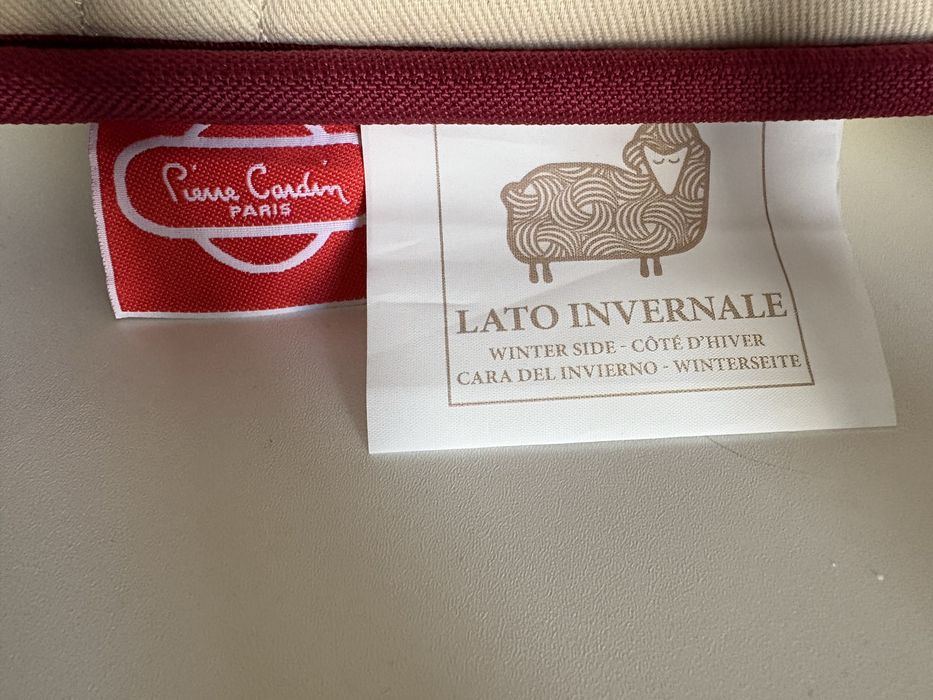 Pierre Cardin
PARIS
LATO INVERNALE
WINTER SIDE - CÔTÉ D'HIVER
CARA DEL INVIERNO - WINTERSEITE